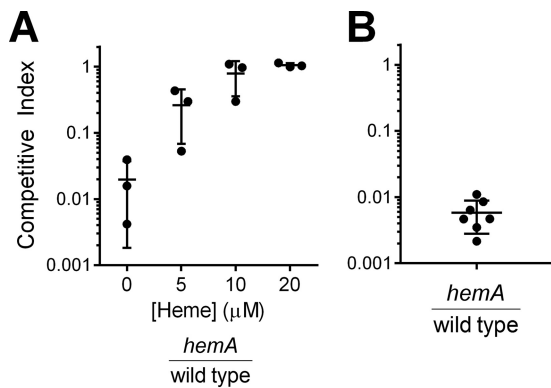 A
Competitive Index
1
0.1
0.01
0.001
0 5 10 20
[Heme] (μM)
hemA
wild type
B
1
0.1
0.01
0.001
hemA
wild type